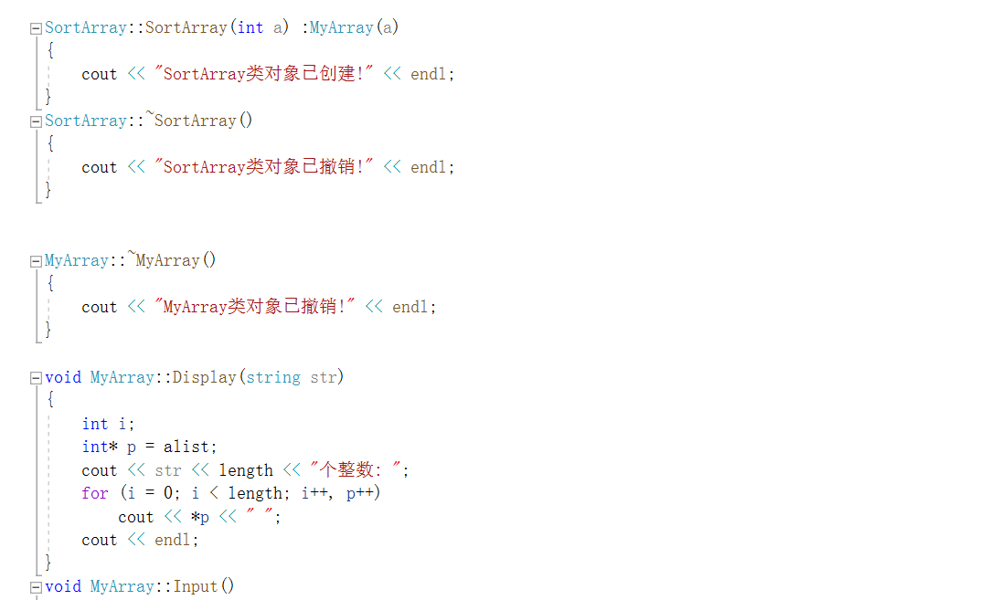 SortArray::SortArray(int a) :MyArray(a)
{
    cout << "SortArray类对象已创建!" << endl;
}
SortArray::~SortArray()
{
    cout << "SortArray类对象已撤销!" << endl;
}
MyArray::~MyArray()
{
    cout << "MyArray类对象已撤销!" << endl;
}
void MyArray::Display(string str)
{
    int i;
    int* p = alist;
    cout << str << length << "个整数: ";
    for (i = 0; i < length; i++, p++)
        cout << *p << " ";
    cout << endl;
}
void MyArray::Input()